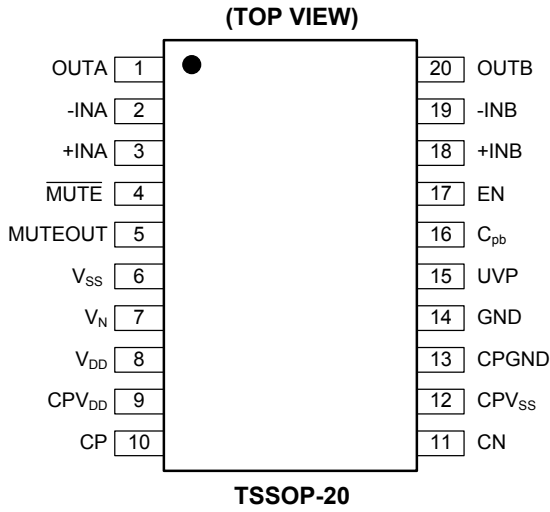 (TOP VIEW)
OUTA 1 20 OUTB
-INA 2 19 -INB
+INA 3 18 +INB
MUTE 4 17 EN
MUTEOUT 5 16 Cpb
VSS 6 15 UVP
VN 7 14 GND
VDD 8 13 CPGND
CPVDD 9 12 CPVSS
CP 10 11 CN
TSSOP-20